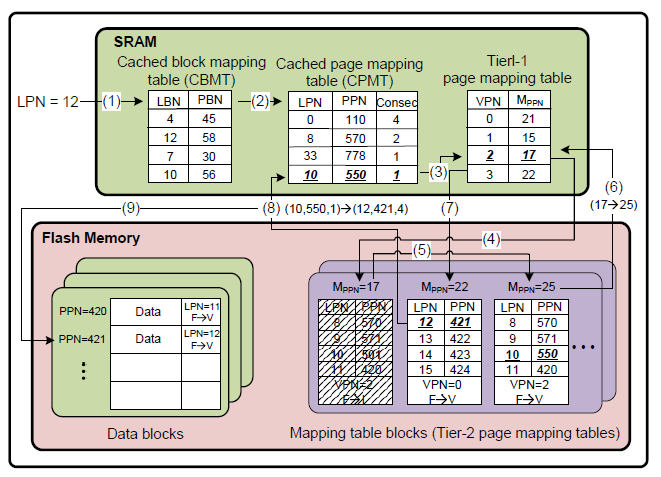 SRAM
Cached block mapping
table (CBMT)
Cached page mapping
table (CPMT)
Tierl-1
page mapping table
LPN = 12
(1)
LBN PBN
4 45
12 58
7 30
10 56
(2)
LPN PPN Consec
0 110 4
8 570 2
33 778 1
10 550 1
(3)
VPN MPPN
0 21
1 15
2 17
3 22
(9)
(8) (10,550,1)→(12,421,4)
(7)
(6)
(17→25)
Flash Memory
(4)
(5)
PPN=420 Data LPN=11
F→V
PPN=421 Data LPN=12
F→V
Data blocks
MPPN=17
LPN PPN
8 570
9 571
10 501
11 420
VPN=2
F→I
MPPN=22
LPN PPN
12 421
13 422
14 423
15 424
VPN=0
F→V
MPPN=25
LPN PPN
8 570
9 571
10 550
11 420
VPN=2
F→V
Mapping table blocks (Tier-2 page mapping tables)